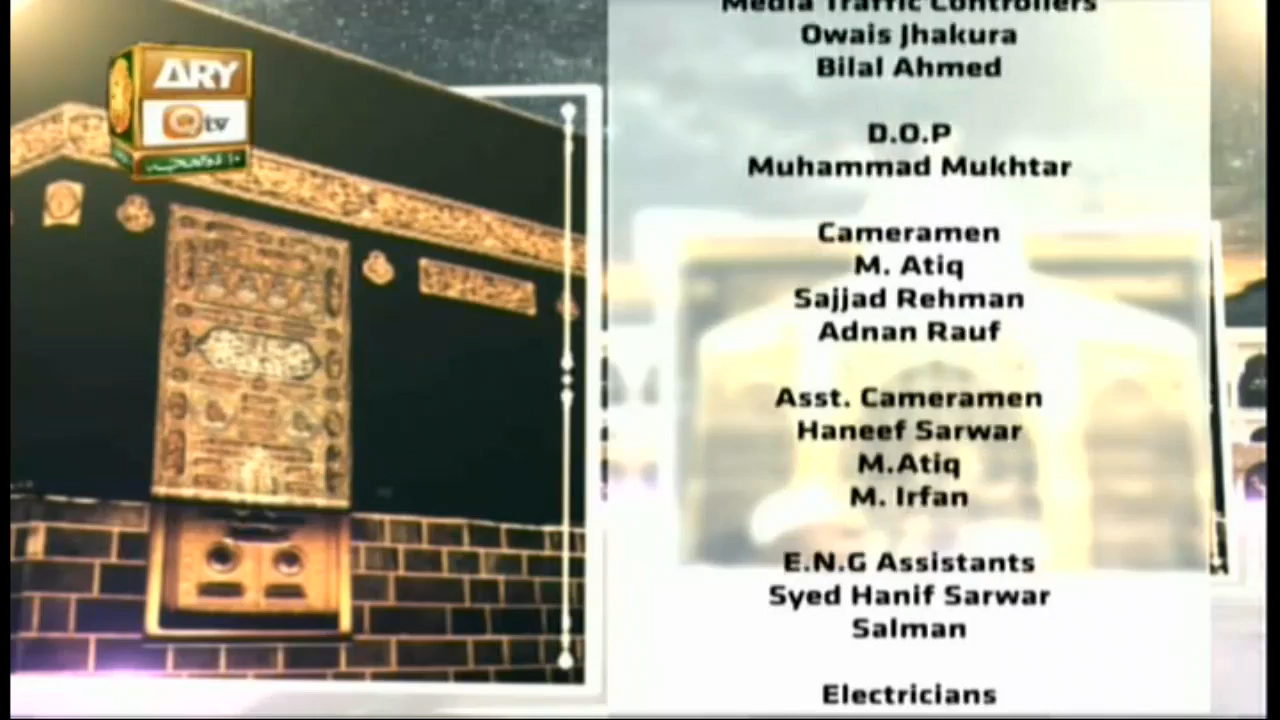 ARY
Qtv
Media Traffic Controllers
Owais Jhakura
Bilal Ahmed
D.O.P
Muhammad Mukhtar
Cameramen
M. Atiq
Sajjad Rehman
Adnan Rauf
Asst. Cameramen
Haneef Sarwar
M.Atiq
M. Irfan
E.N.G Assistants
Syed Hanif Sarwar
Salman
Electricians